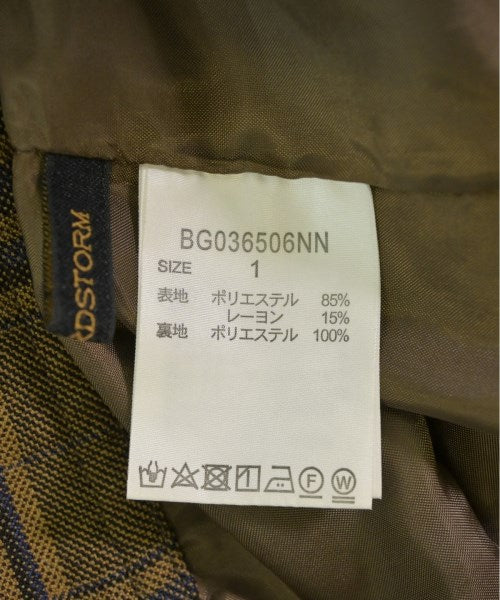 RDSTORM
BG036506NN
SIZE 1
表地 ポリエステル 85%
レーヨン 15%
裏地 ポリエステル 100%
F W